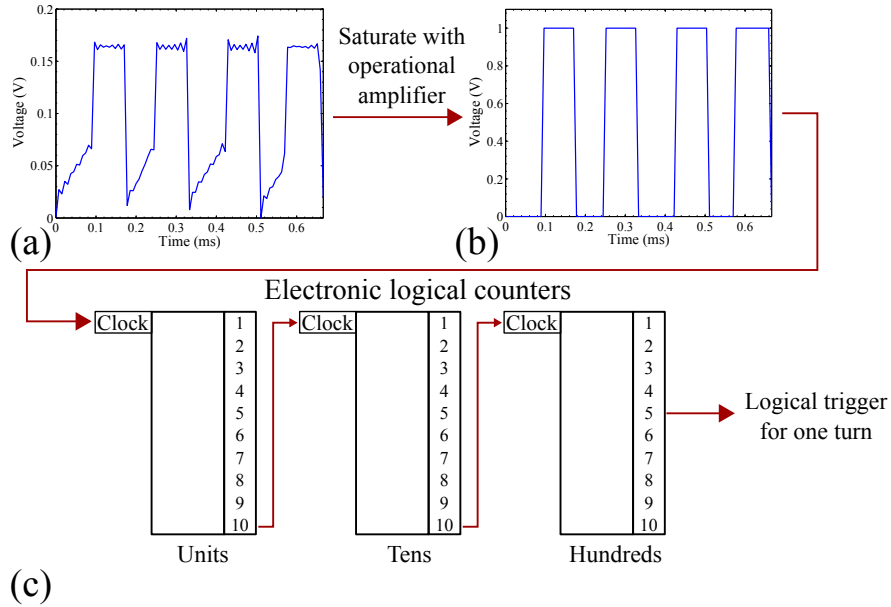 0.2
0.15
0.1
0.05
0
Voltage (V)
0 0.1 0.2 0.3 0.4 0.5 0.6
Time (ms)
(a)
Saturate with
operational
amplifier
1
0.8
0.6
0.4
0.2
0
Voltage (V)
0 0.1 0.2 0.3 0.4 0.5 0.6
Time (ms)
(b)
Electronic logical counters
Clock
1
2
3
4
5
6
7
8
9
10
Units
Clock
1
2
3
4
5
6
7
8
9
10
Tens
Clock
1
2
3
4
5
6
7
8
9
10
Hundreds
Logical trigger
for one turn
(c)